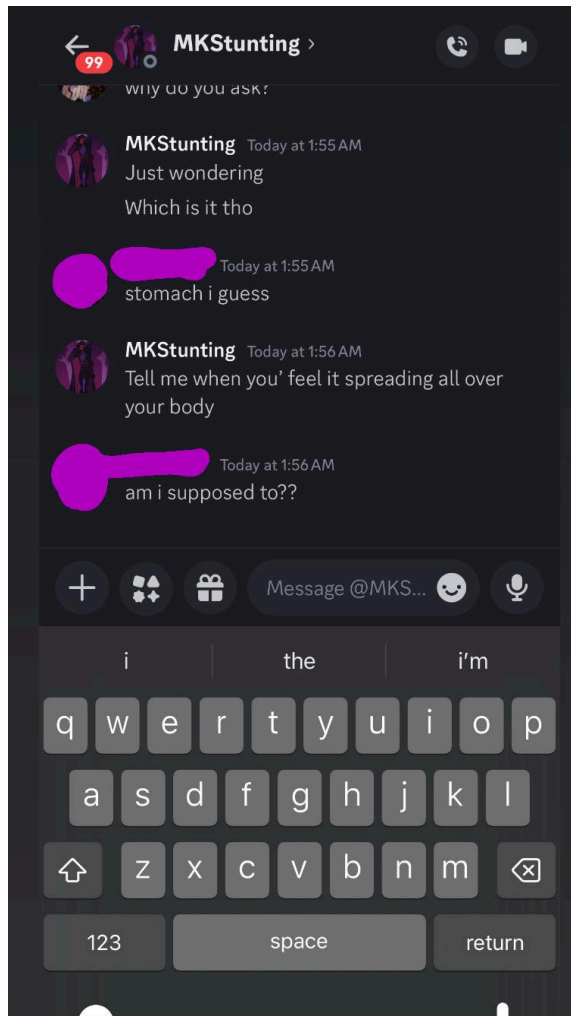 99
MKStunting
why do you ask?
MKStunting Today at 1:55 AM
Just wondering
Which is it tho
Today at 1:55 AM
stomach i guess
MKStunting Today at 1:56 AM
Tell me when you' feel it spreading all over
your body
Today at 1:56 AM
am i supposed to??
Message @MKS...
i the i'm
q w e r t y u i o p
a s d f g h j k l
z x c v b n m
123 space return